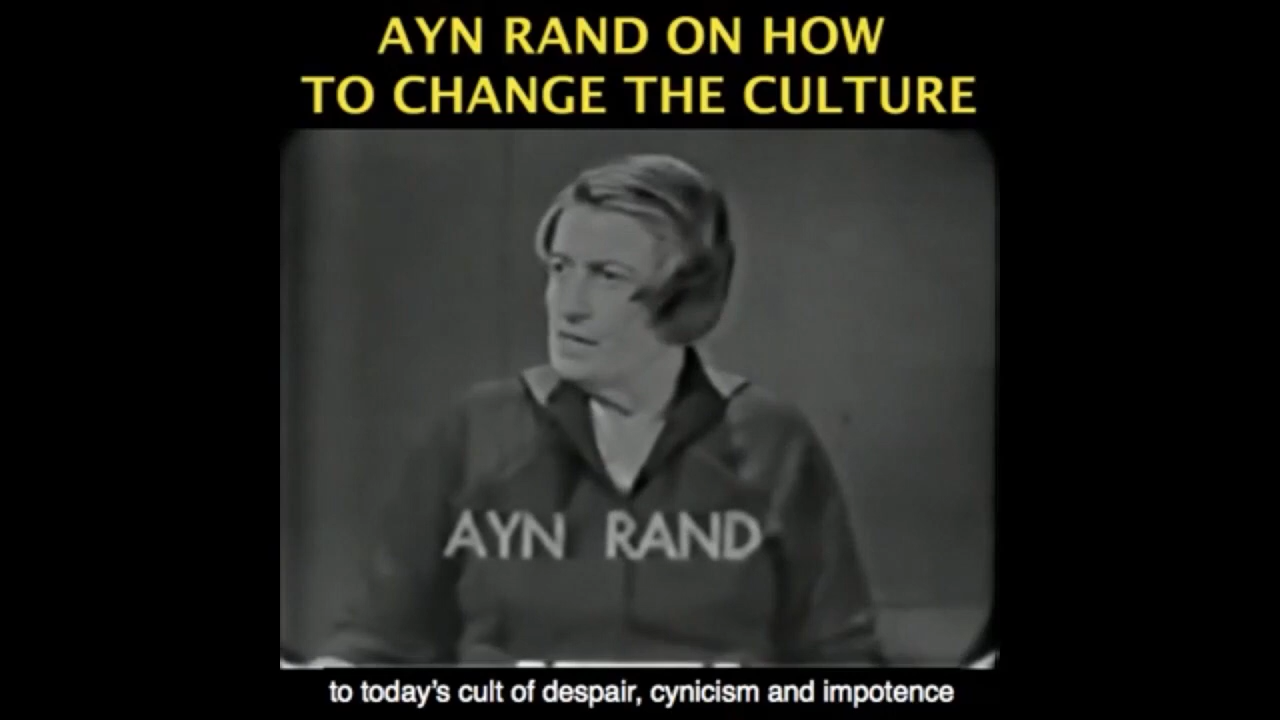 AYN RAND ON HOW
TO CHANGE THE CULTURE
AYN RAND
to today's cult of despair, cynicism and impotence